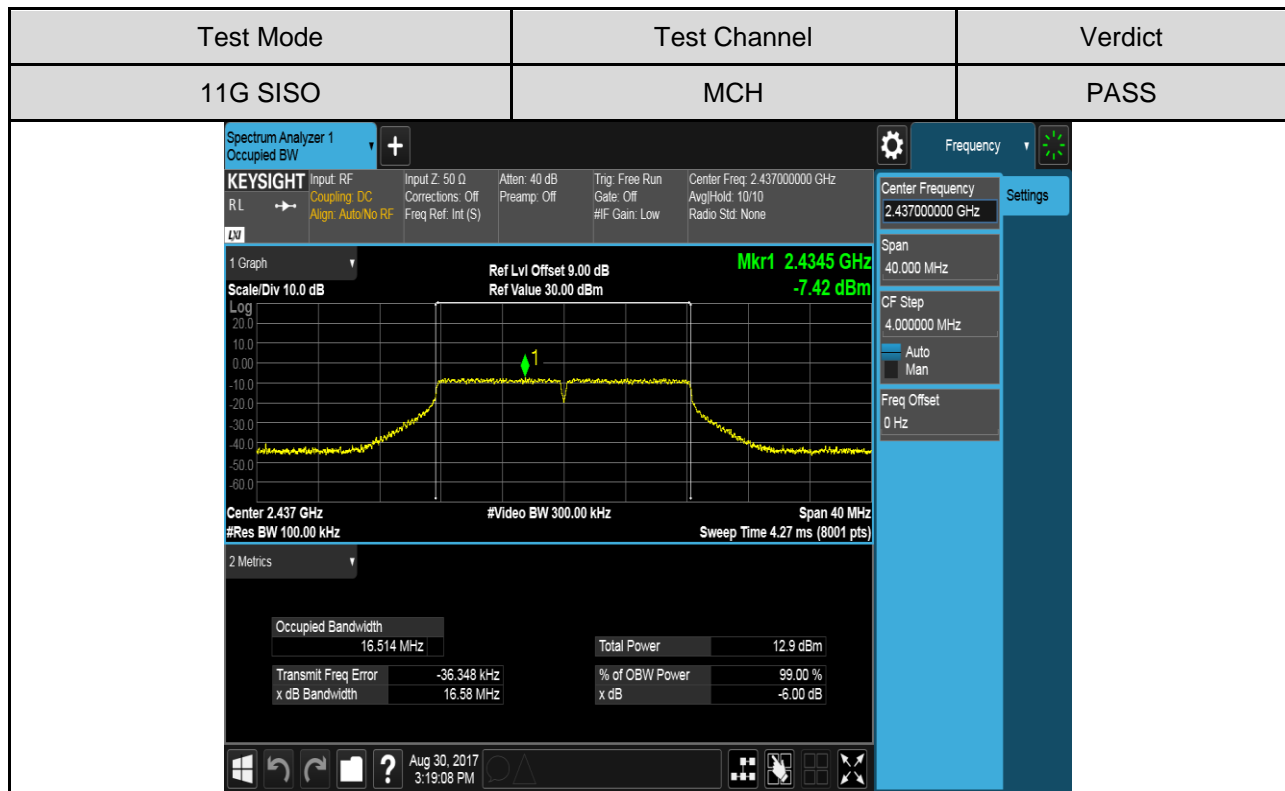 Test Mode Test Channel Verdict
11G SISO MCH PASS
Spectrum Analyzer 1
Occupied BW
+
Frequency
KEYSIGHT
RL
LXI
Input: RF
Coupling: DC
Align: Auto/No RF
Input Z: 50 Ω
Corrections: Off
Freq Ref: Int (S)
Atten: 40 dB
Preamp: Off
Trig: Free Run
Gate: Off
#IF Gain: Low
Center Freq: 2.437000000 GHz
Avg|Hold: 10/10
Radio Std: None
Center Frequency
2.437000000 GHz
Settings
Span
40.000 MHz
CF Step
4.000000 MHz
Auto
Man
Freq Offset
0 Hz
1 Graph
Scale/Div 10.0 dB
Ref Lvl Offset 9.00 dB
Ref Value 30.00 dBm
Mkr1 2.4345 GHz
-7.42 dBm
Log
20.0
10.0
0.00
-10.0
-20.0
-30.0
-40.0
-50.0
-60.0
1
Center 2.437 GHz #Video BW 300.00 kHz Span 40 MHz
#Res BW 100.00 kHz Sweep Time 4.27 ms (8001 pts)
2 Metrics
Occupied Bandwidth
16.514 MHz
Total Power 12.9 dBm
Transmit Freq Error -36.348 kHz % of OBW Power 99.00 %
x dB Bandwidth 16.58 MHz x dB -6.00 dB
?
Aug 30, 2017
3:19:08 PM